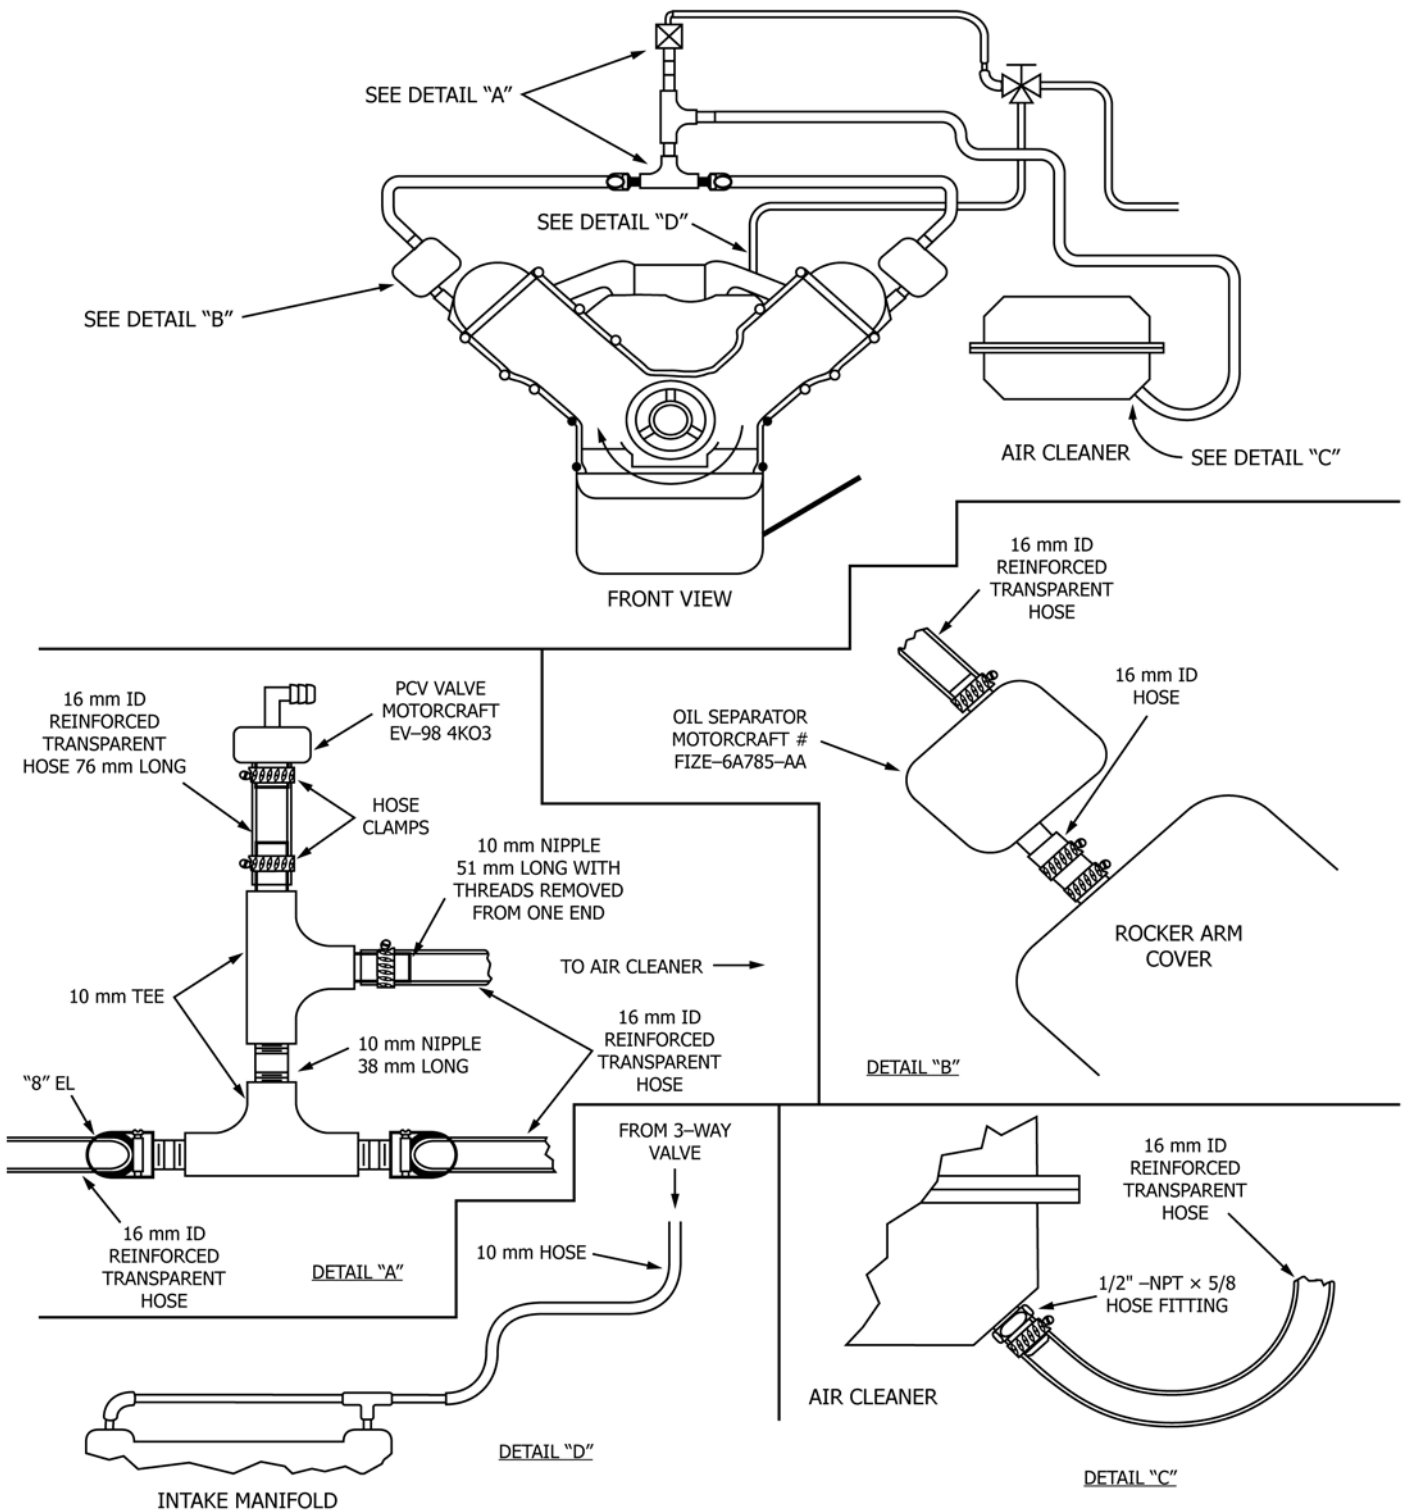 SEE DETAIL “A”
SEE DETAIL “D”
SEE DETAIL “B”
AIR CLEANER
SEE DETAIL “C”
FRONT VIEW
16 mm ID
REINFORCED
TRANSPARENT
HOSE
16 mm ID
HOSE
OIL SEPARATOR
MOTORCRAFT #
FIZE–6A785–AA
ROCKER ARM
COVER
DETAIL “B”
16 mm ID
REINFORCED
TRANSPARENT
HOSE 76 mm LONG
PCV VALVE
MOTORCRAFT
EV–98 4KO3
HOSE
CLAMPS
10 mm NIPPLE
51 mm LONG WITH
THREADS REMOVED
FROM ONE END
TO AIR CLEANER
10 mm TEE
10 mm NIPPLE
38 mm LONG
16 mm ID
REINFORCED
TRANSPARENT
HOSE
“8” EL
16 mm ID
REINFORCED
TRANSPARENT
HOSE
DETAIL “A”
FROM 3–WAY
VALVE
10 mm HOSE
DETAIL “D”
INTAKE MANIFOLD
16 mm ID
REINFORCED
TRANSPARENT
HOSE
1/2" –NPT × 5/8
HOSE FITTING
AIR CLEANER
DETAIL “C”